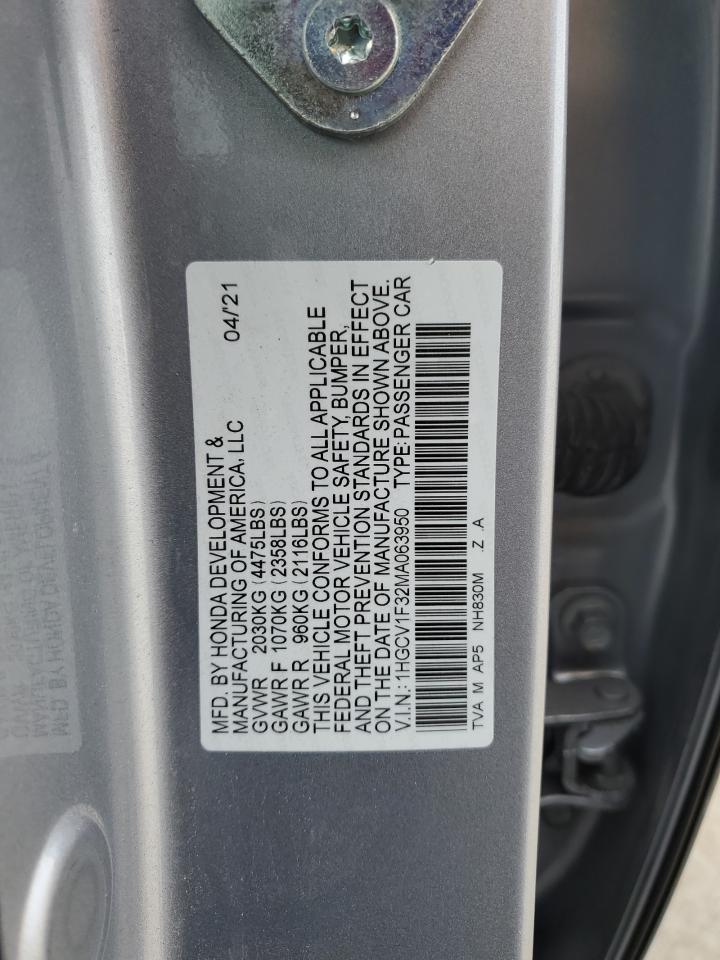 MFD. BY HONDA DEVELOPMENT & 04/'21
MANUFACTURING OF AMERICA, LLC
GVWR 2030KG (4475LBS)
GAWR F 1070KG (2358LBS)
GAWR R 960KG (2116LBS)
THIS VEHICLE CONFORMS TO ALL APPLICABLE
FEDERAL MOTOR VEHICLE SAFETY, BUMPER,
AND THEFT PREVENTION STANDARDS IN EFFECT
ON THE DATE OF MANUFACTURE SHOWN ABOVE.
V.I.N.: 1HGCV1F32MA063950 TYPE: PASSENGER CAR
TVA M AP5 NH830M .Z .A